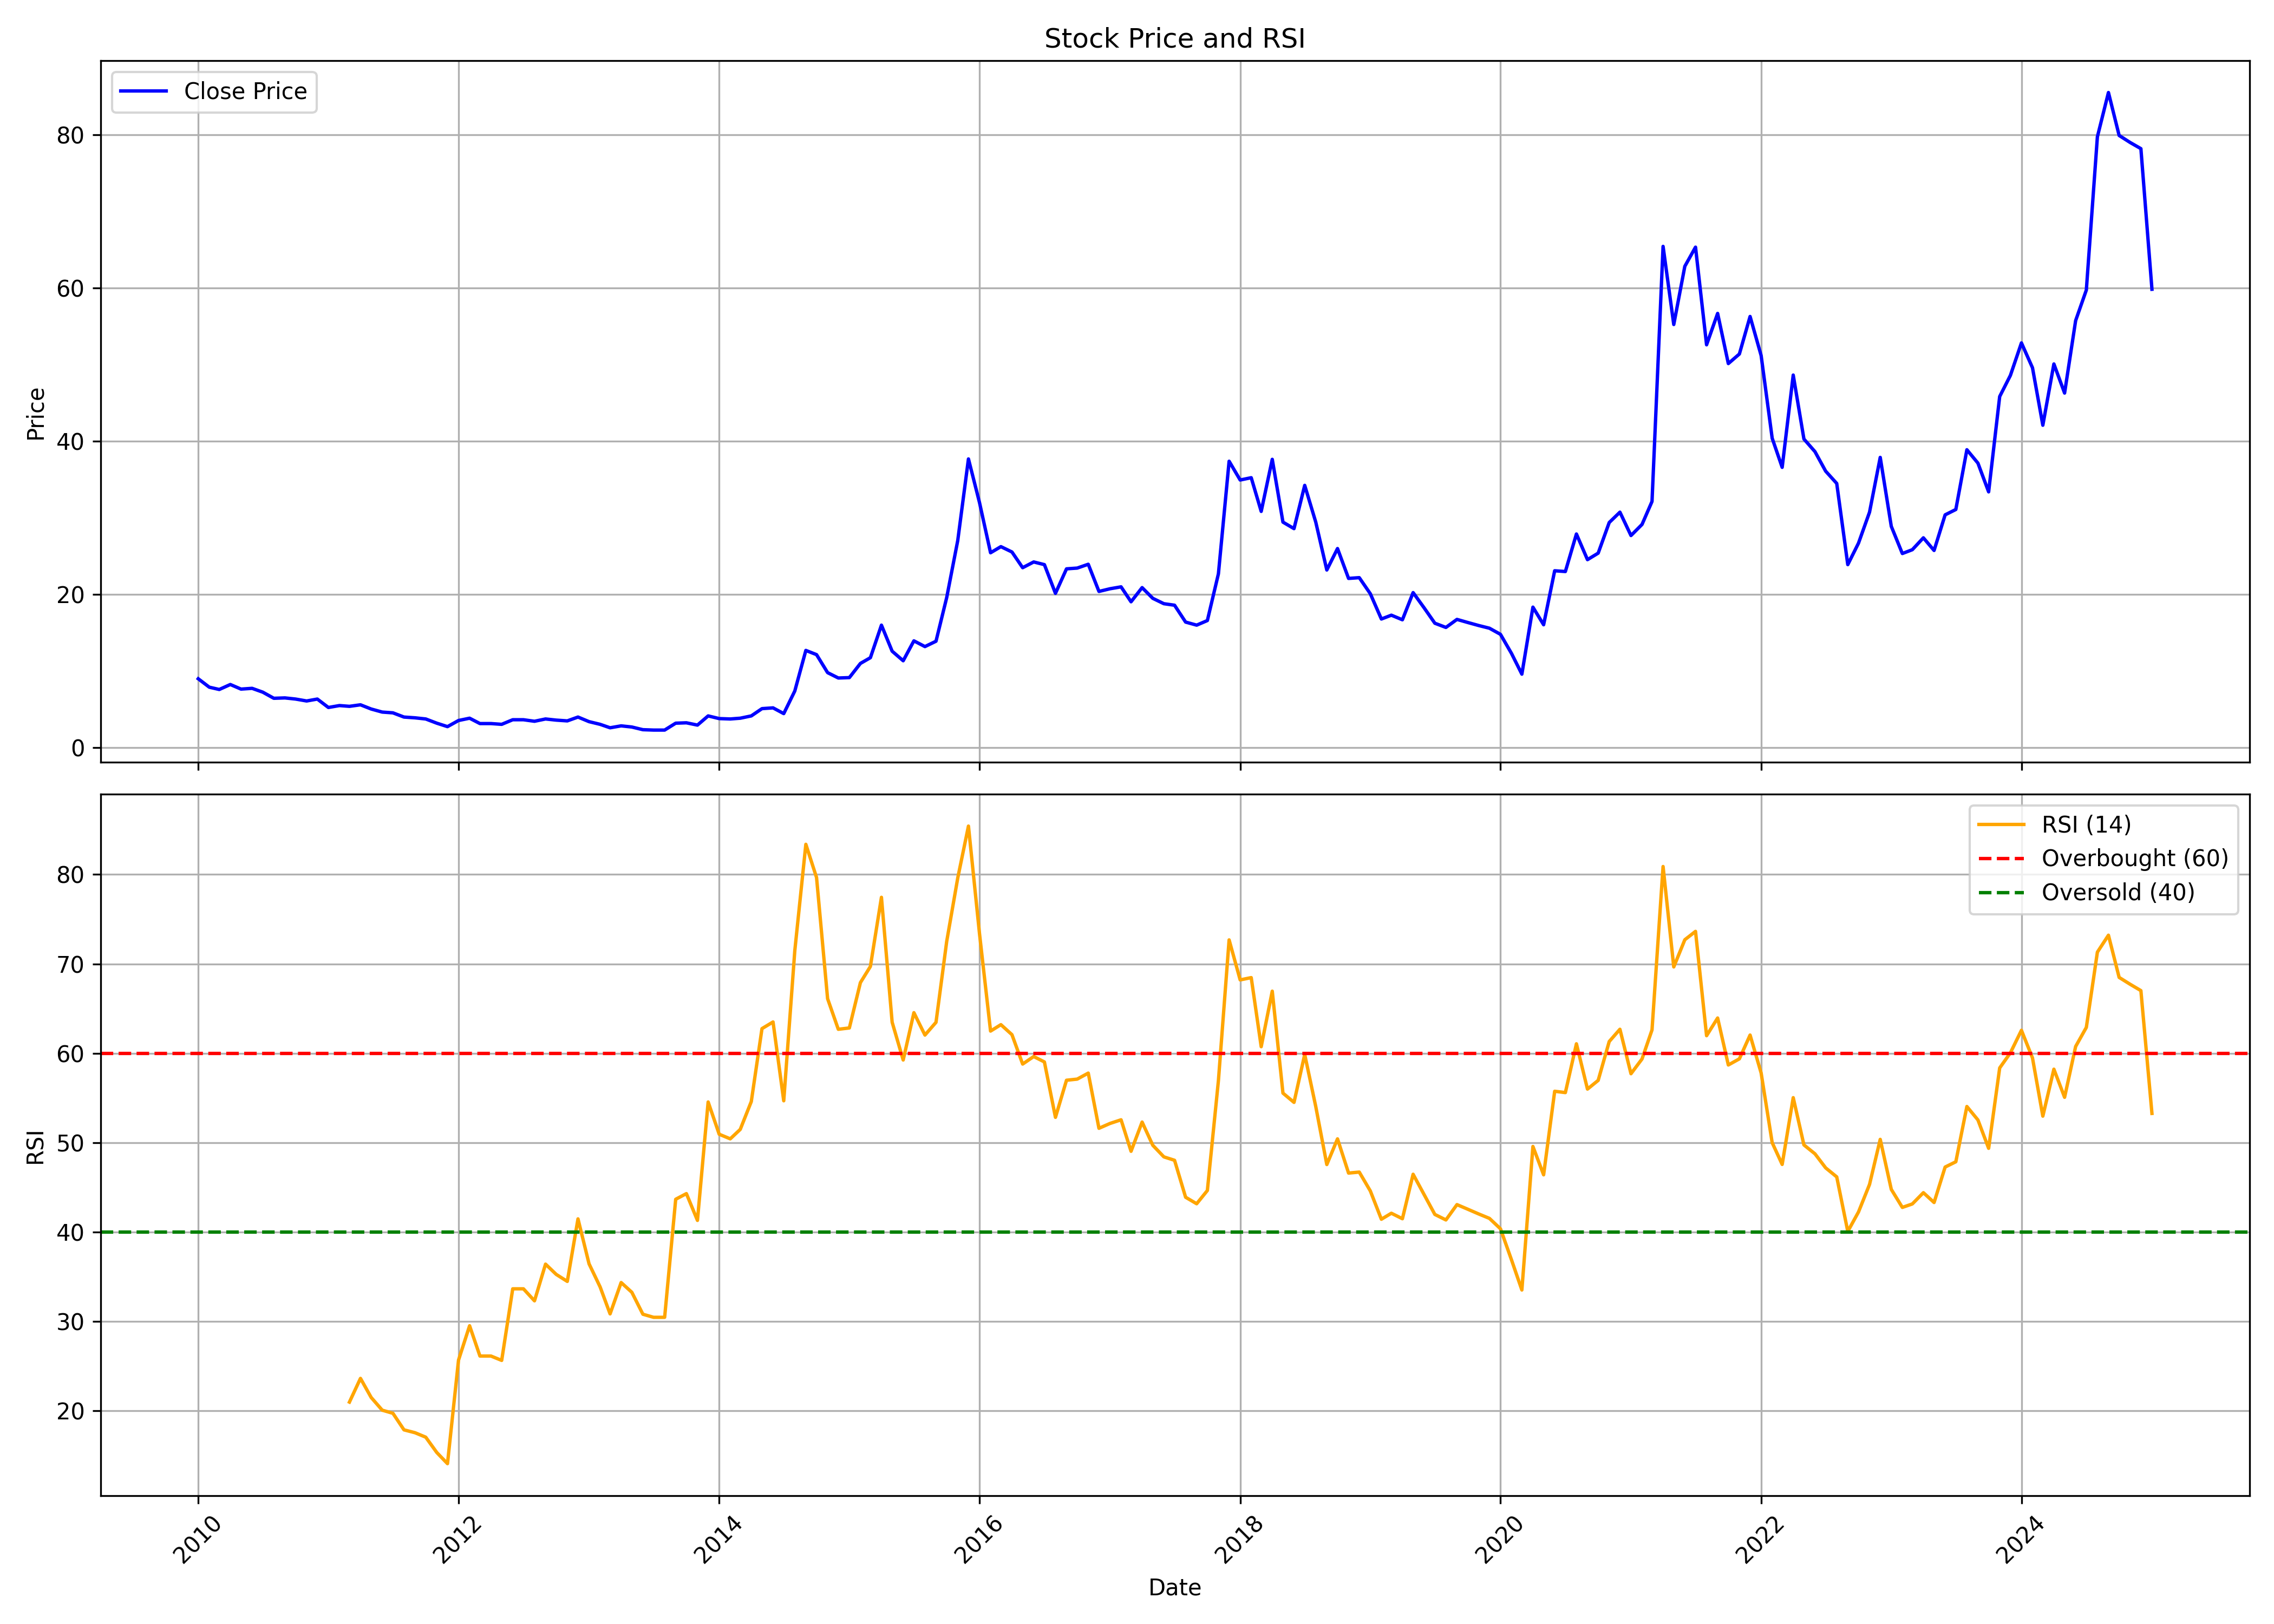 Stock Price and RSI
Close Price
Price
80
60
40
20
0
RSI (14)
Overbought (60)
Oversold (40)
RSI
80
70
60
50
40
30
20
2010
2012
2014
2016
2018
2020
2022
2024
Date